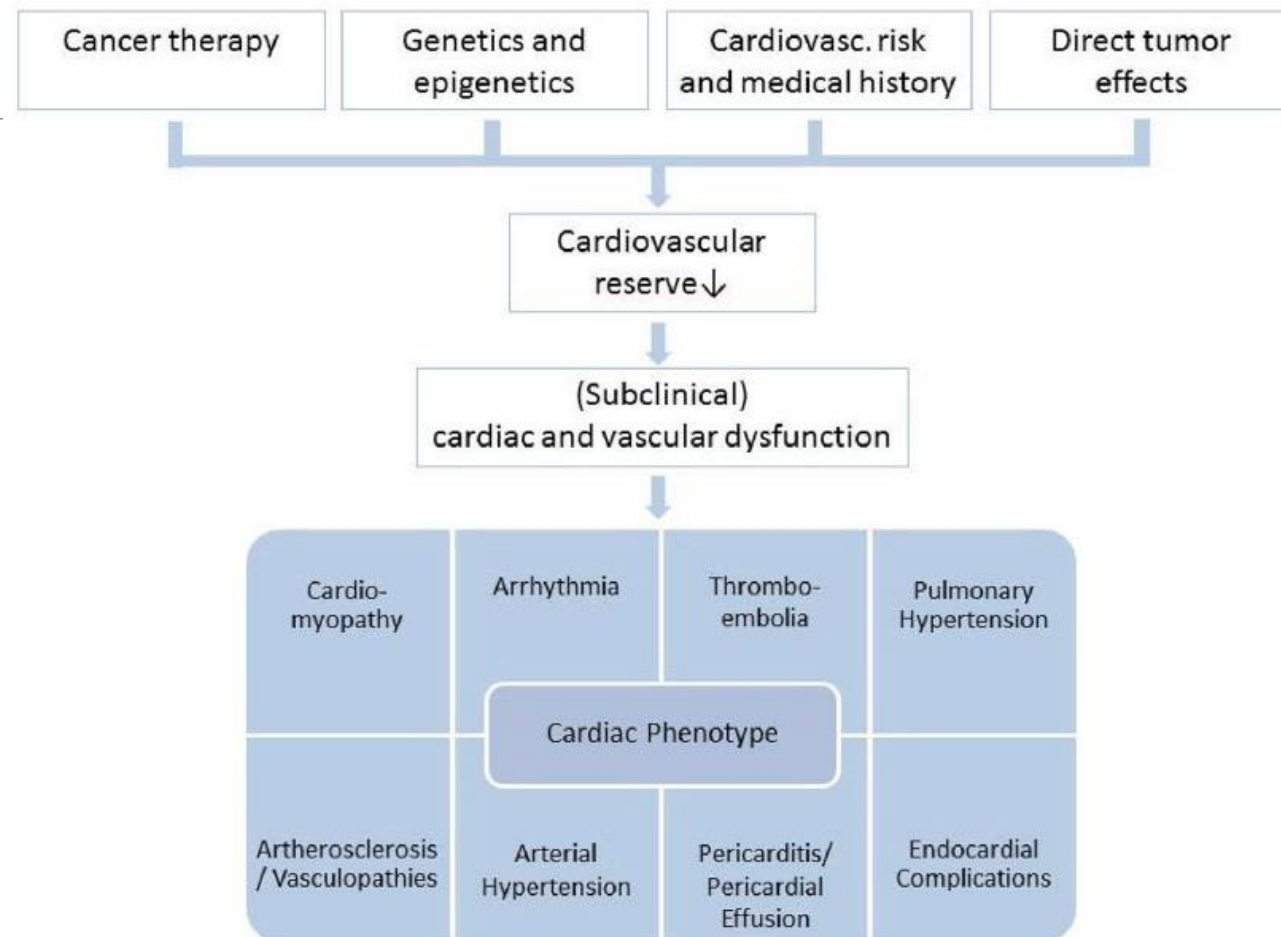 Cancer therapy
Genetics and
epigenetics
Cardiovasc. risk
and medical history
Direct tumor
effects
Cardiovascular
reserve↓
(Subclinical)
cardiac and vascular dysfunction
Cardio-
myopathy
Arrhythmia
Thrombo-
embolia
Pulmonary
Hypertension
Cardiac Phenotype
Artherosclerosis
/ Vasculopathies
Arterial
Hypertension
Pericarditis/
Pericardial
Effusion
Endocardial
Complications